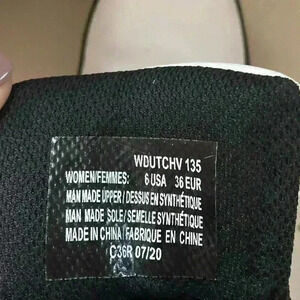 WDUTCHV 135
WOMEN/FEMMES: 6 USA 36 EUR
MAN MADE UPPER/DESSUS EN SYNTHÉTIQUE
MAN MADE SOLE/SEMELLE SYNTHÉTIQUE
MADE IN CHINA/FABRIQUE EN CHINE
C36R 07/20